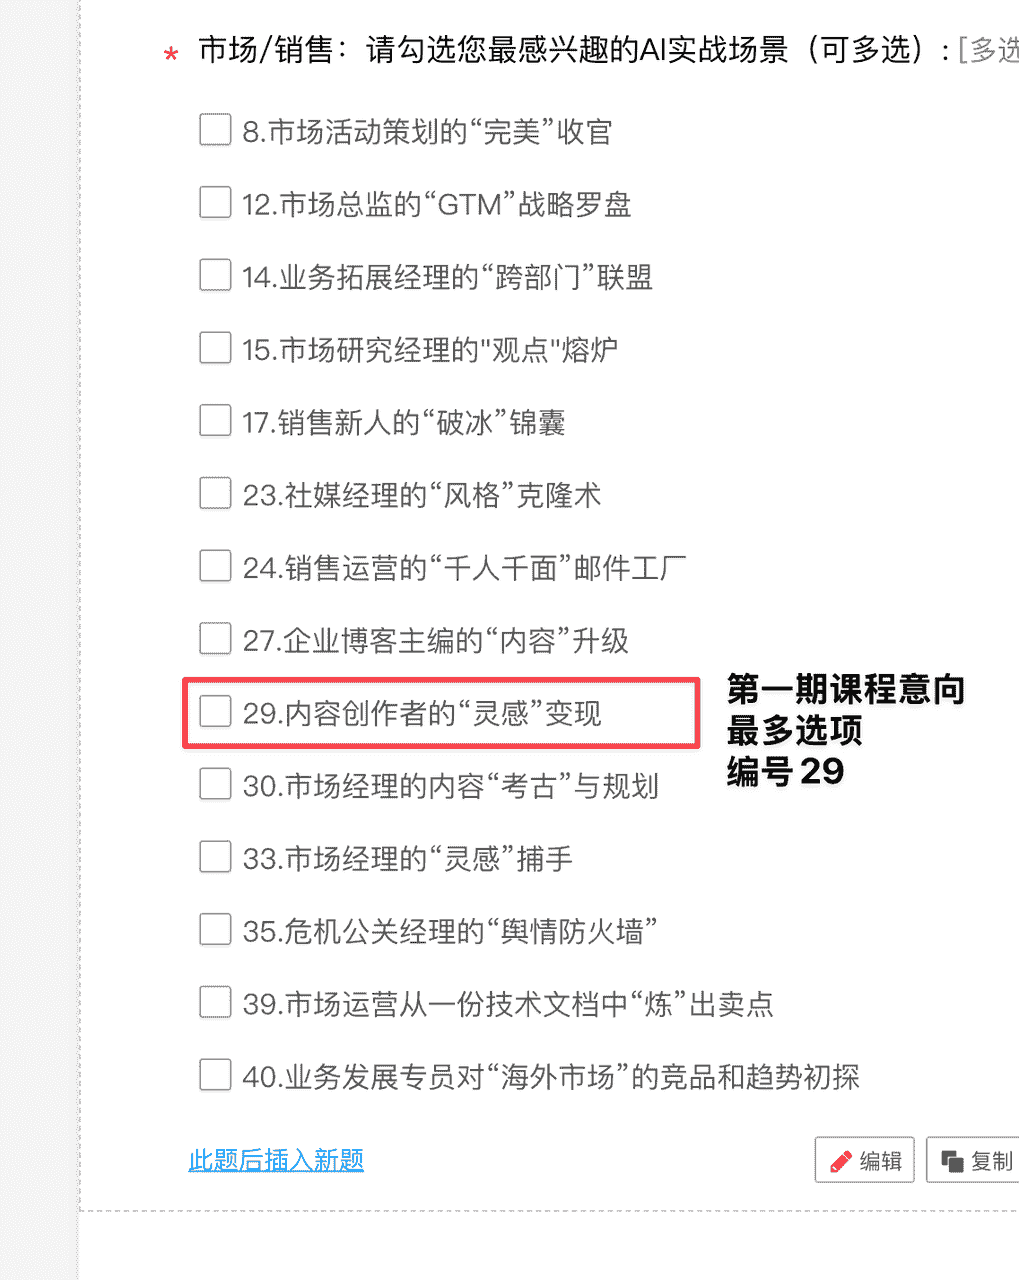 * 市场/销售：请勾选您最感兴趣的AI实战场景（可多选）: [多选
8.市场活动策划的“完美”收官
12.市场总监的“GTM”战略罗盘
14.业务拓展经理的“跨部门”联盟
15.市场研究经理的"观点"熔炉
17.销售新人的“破冰”锦囊
23.社媒经理的“风格”克隆术
24.销售运营的“千人千面”邮件工厂
27.企业博客主编的“内容”升级
29.内容创作者的“灵感”变现
第一期课程意向
最多选项
编号29
30.市场经理的内容“考古”与规划
33.市场经理的“灵感”捕手
35.危机公关经理的“舆情防火墙”
39.市场运营从一份技术文档中“炼”出卖点
40.业务发展专员对“海外市场”的竞品和趋势初探
此题后插入新题
编辑
复制